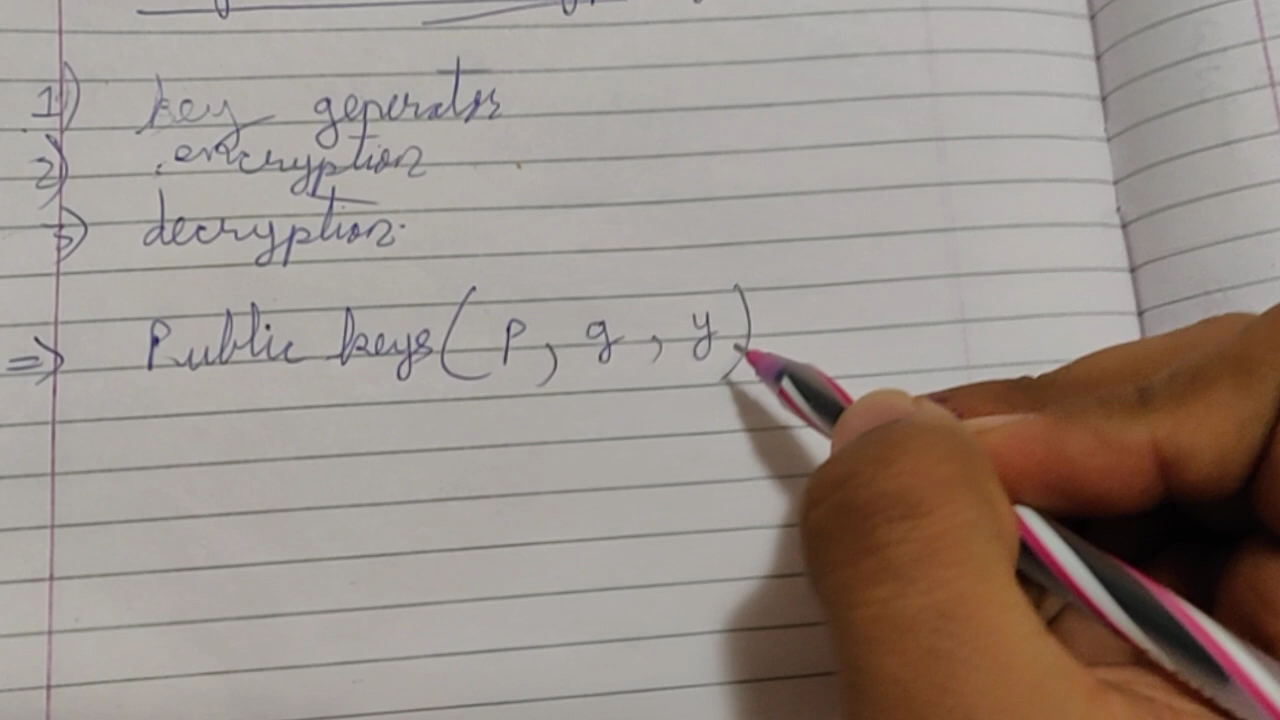 1) key generator
2) encryption
3) decryption.
=> Public keys (p, g, y)